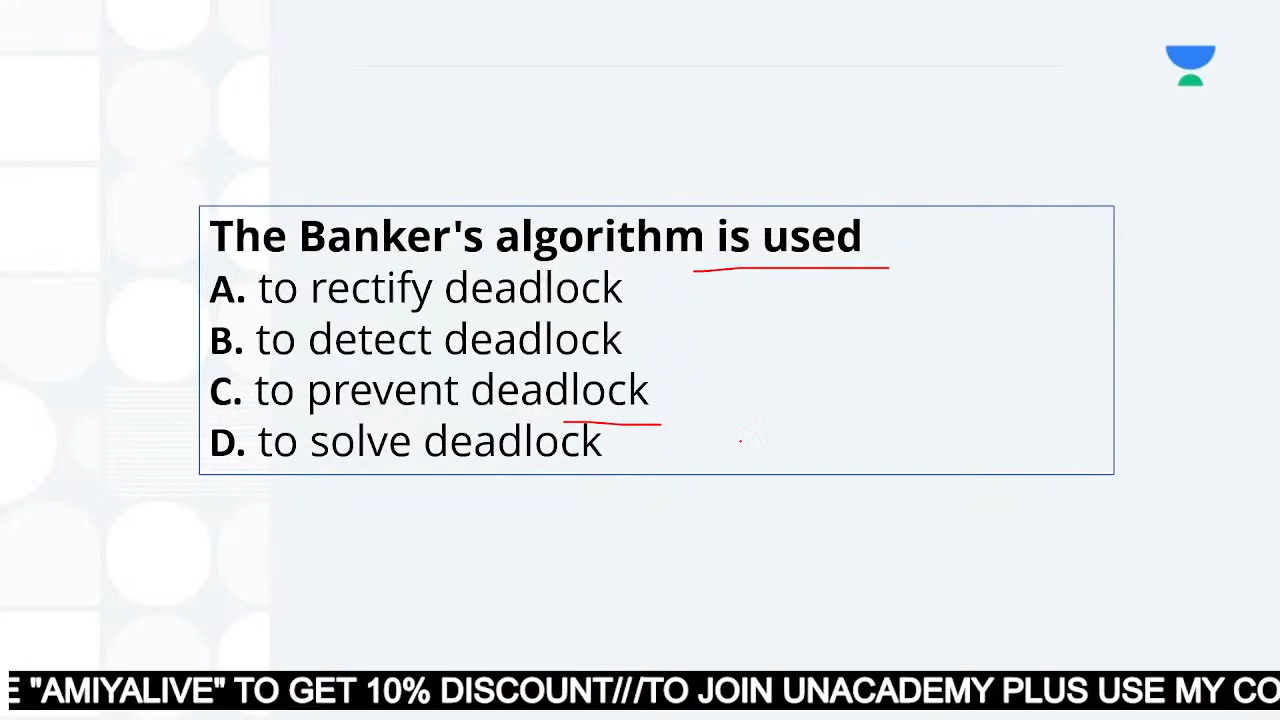 The Banker's algorithm is used
A. to rectify deadlock
B. to detect deadlock
C. to prevent deadlock
D. to solve deadlock
E "AMIYALIVE" TO GET 10% DISCOUNT///TO JOIN UNACADEMY PLUS USE MY CO